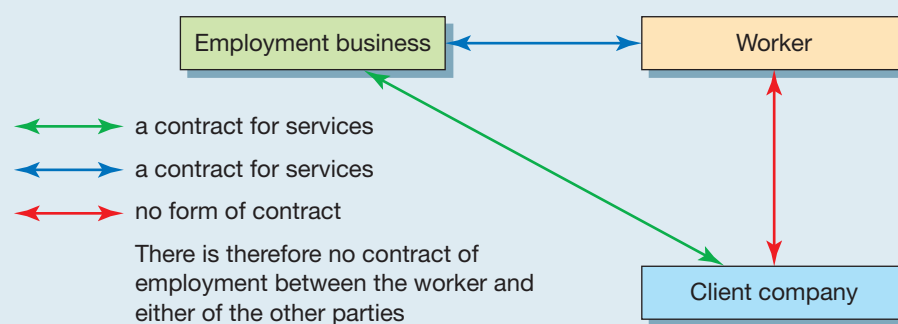 Employment business
Worker
a contract for services
a contract for services
no form of contract
There is therefore no contract of
employment between the worker and
either of the other parties
Client company